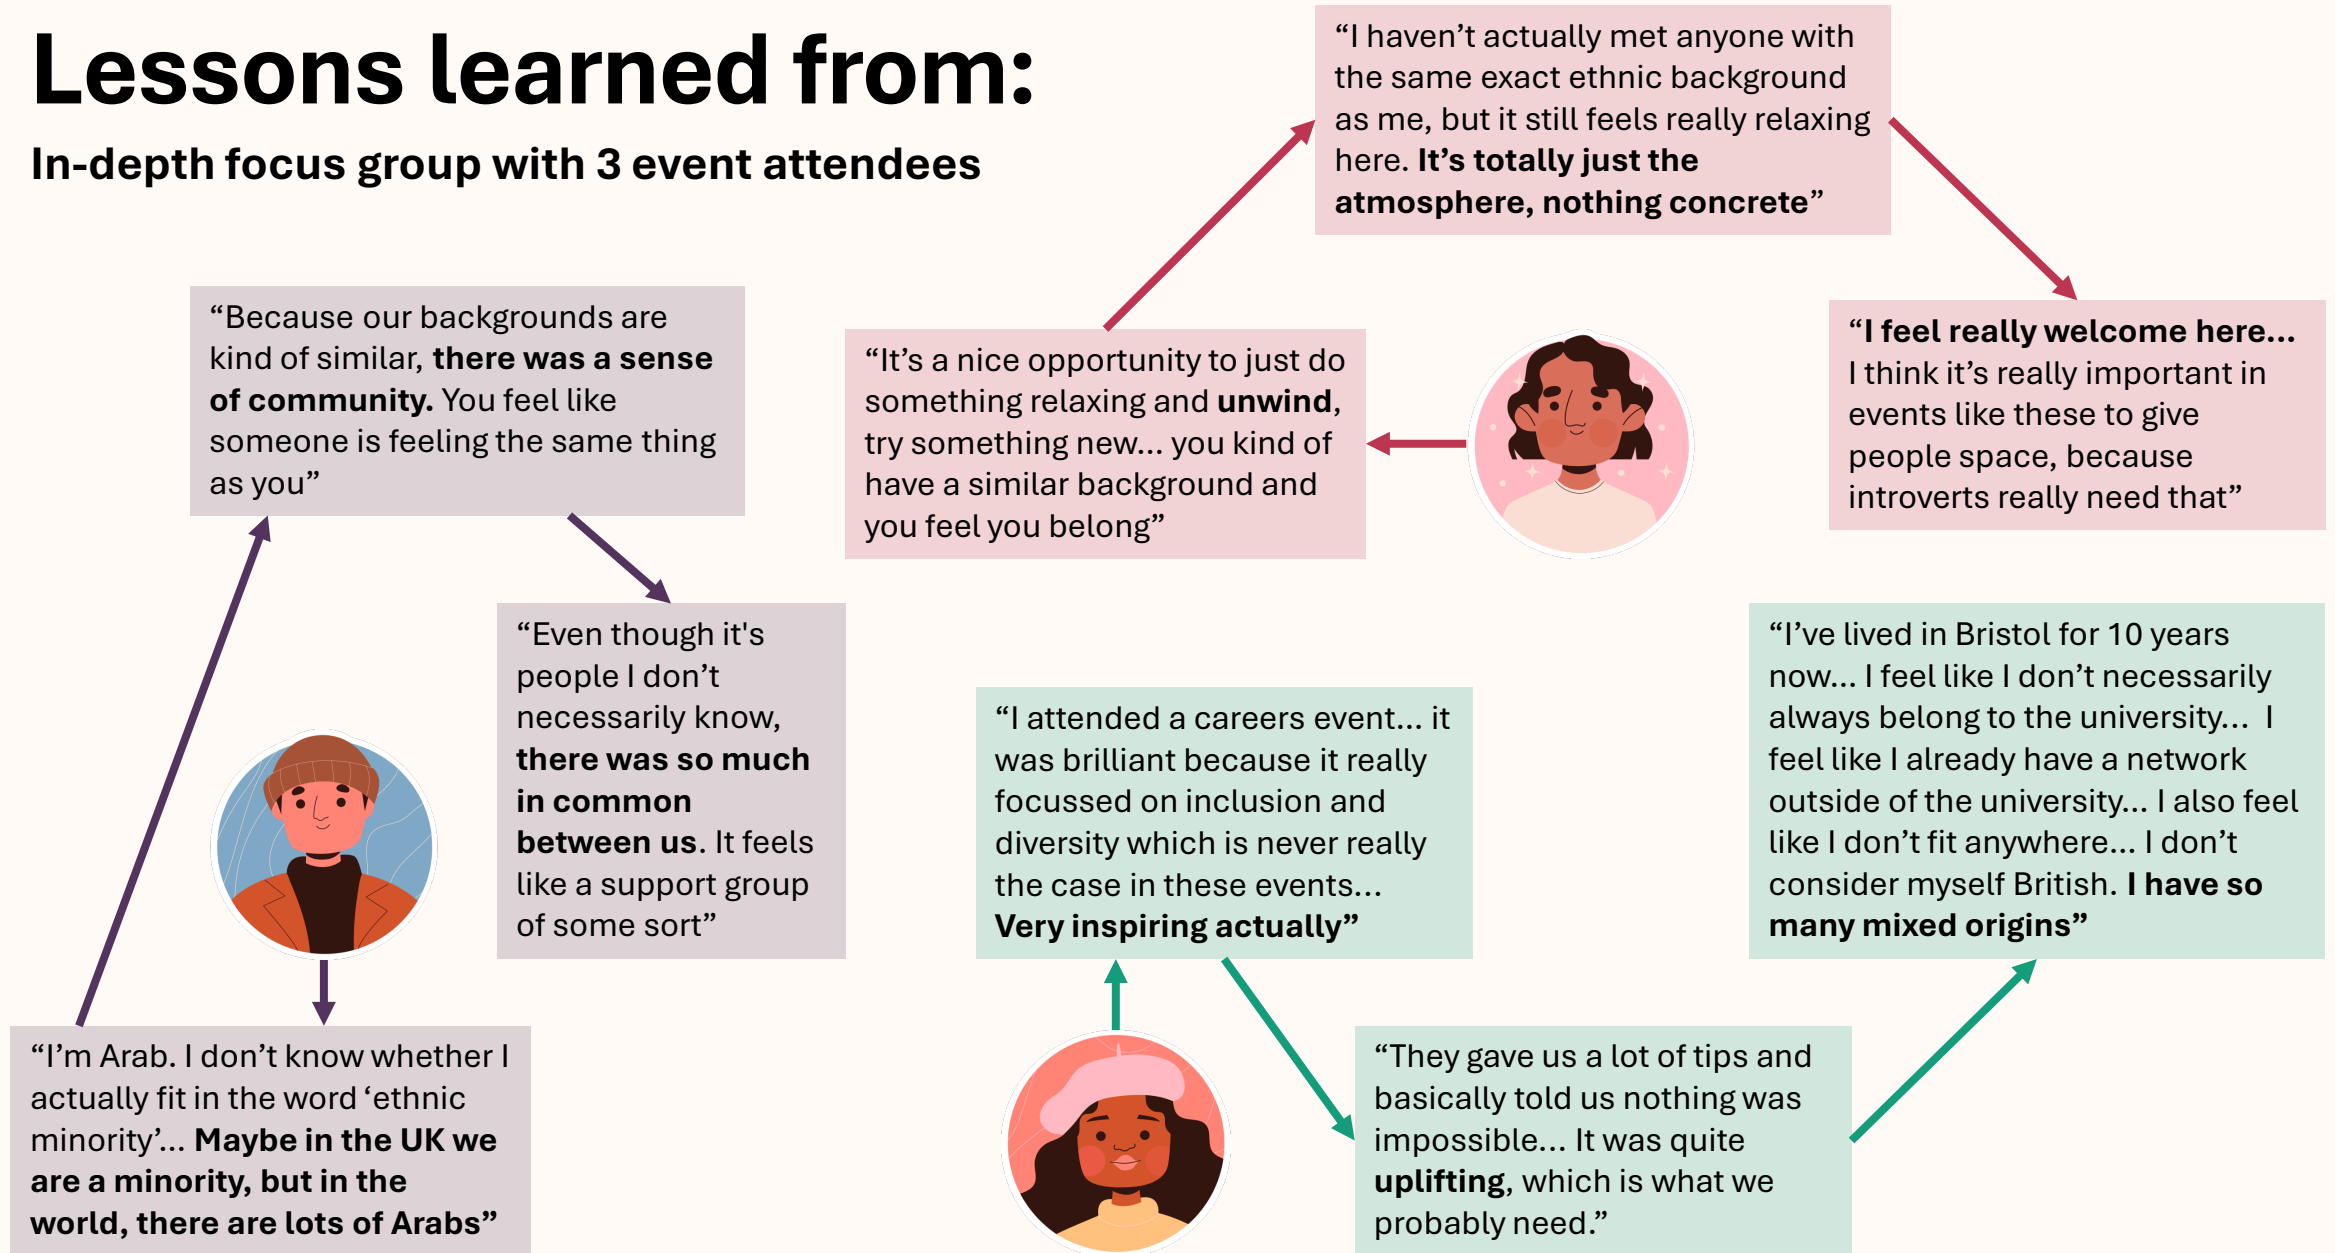 Lessons learned from:
In-depth focus group with 3 event attendees
“I’m Arab. I don’t know whether I
actually fit in the word ‘ethnic
minority’... Maybe in the UK we
are a minority, but in the
world, there are lots of Arabs”
“Because our backgrounds are
kind of similar, there was a sense
of community. You feel like
someone is feeling the same thing
as you”
“Even though it's
people I don’t
necessarily know,
there was so much
in common
between us. It feels
like a support group
of some sort”
“It’s a nice opportunity to just do
something relaxing and unwind,
try something new... you kind of
have a similar background and
you feel you belong”
“I haven’t actually met anyone with
the same exact ethnic background
as me, but it still feels really relaxing
here. It’s totally just the
atmosphere, nothing concrete”
“I feel really welcome here...
I think it’s really important in
events like these to give
people space, because
introverts really need that”
“I attended a careers event... it
was brilliant because it really
focussed on inclusion and
diversity which is never really
the case in these events...
Very inspiring actually”
“They gave us a lot of tips and
basically told us nothing was
impossible... It was quite
uplifting, which is what we
probably need.”
“I’ve lived in Bristol for 10 years
now... I feel like I don’t necessarily
always belong to the university... I
feel like I already have a network
outside of the university... I also feel
like I don’t fit anywhere... I don’t
consider myself British. I have so
many mixed origins”